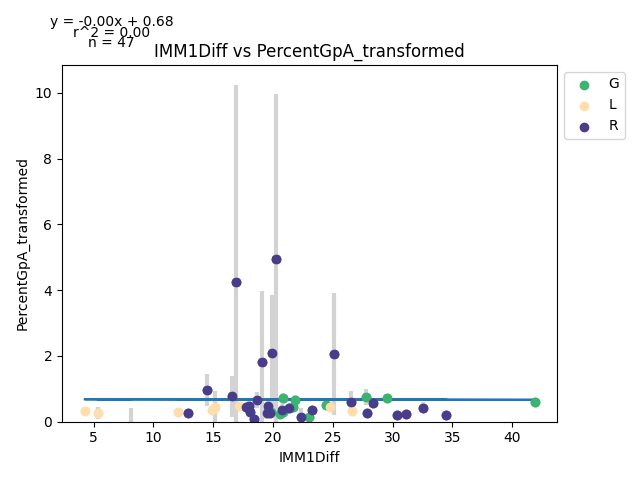 y = -0.00x + 0.68
r^2 = 0.00
n = 47
IMM1Diff vs PercentGpA_transformed
G
L
R
PercentGpA_transformed
10
8
6
4
2
0
5 10 15 20 25 30 35 40
IMM1Diff